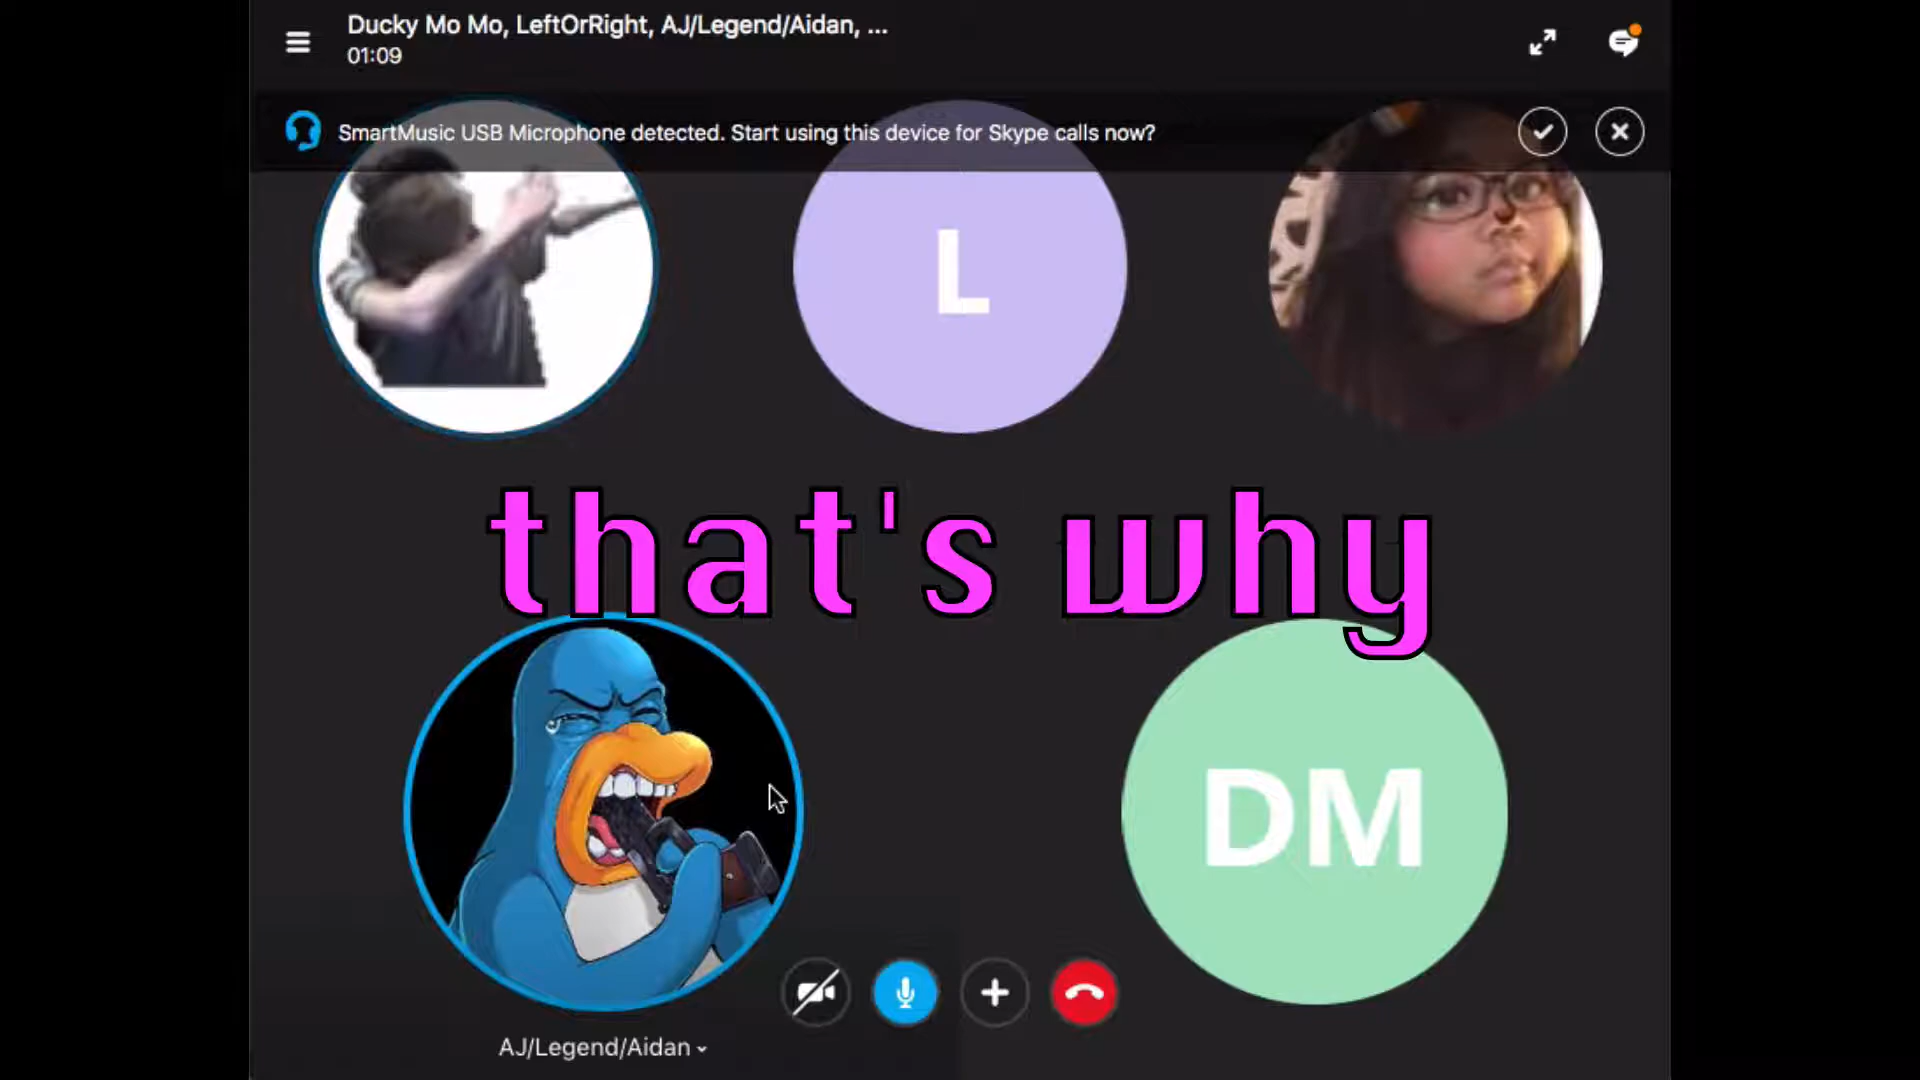 Ducky Mo Mo, LeftOrRight, AJ/Legend/Aidan, ...
01:09
SmartMusic USB Microphone detected. Start using this device for Skype calls now?
L
that's why
DM
AJ/Legend/Aidan